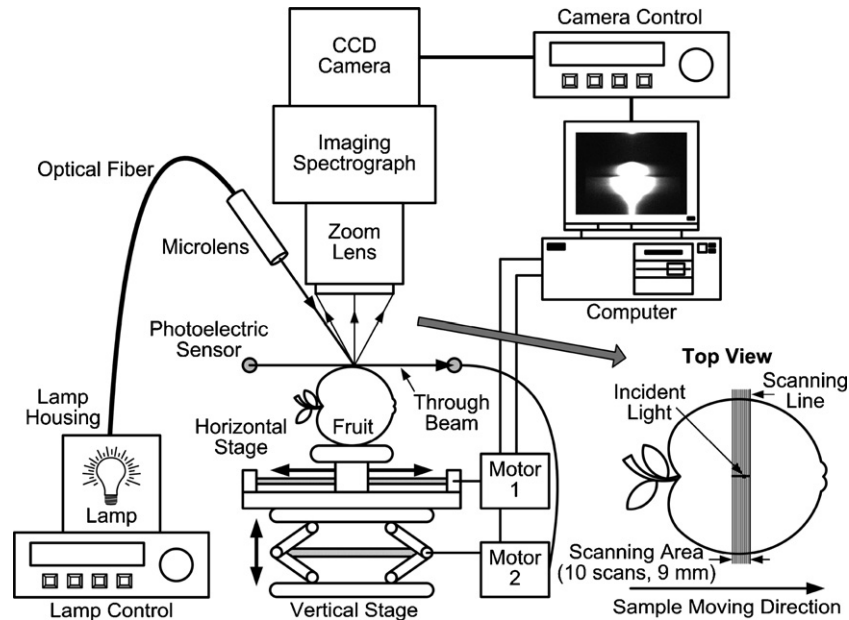 Camera Control
CCD
Camera
Imaging
Spectrograph
Optical Fiber
Zoom
Lens
Microlens
Computer
Photoelectric
Sensor
Top View
Incident
Light
Scanning
Line
Lamp
Housing
Through
Beam
Fruit
Horizontal
Stage
Motor
1
Lamp
Motor
2
Scanning Area
(10 scans, 9 mm)
Lamp Control
Vertical Stage
Sample Moving Direction